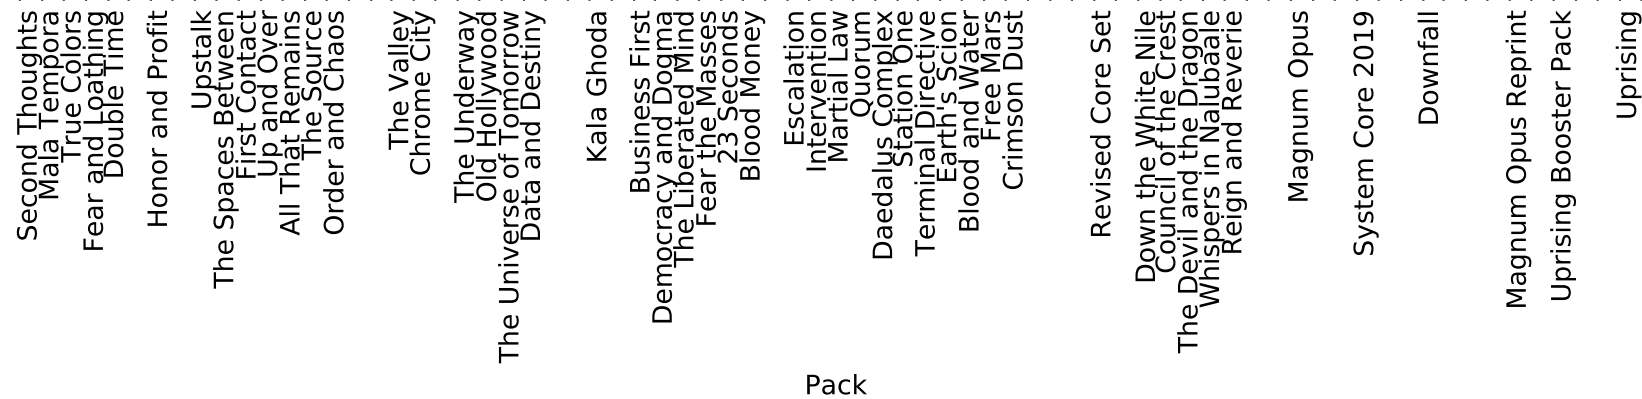 Second Thoughts
Mala Tempora
True Colors
Fear and Loathing
Double Time
Honor and Profit
Upstalk
The Spaces Between
First Contact
Up and Over
All That Remains
The Source
Order and Chaos
The Valley
Chrome City
The Underway
Old Hollywood
The Universe of Tomorrow
Data and Destiny
Kala Ghoda
Business First
Democracy and Dogma
The Liberated Mind
Fear the Masses
23 Seconds
Blood Money
Escalation
Intervention
Martial Law
Quorum
Daedalus Complex
Station One
Terminal Directive
Earth's Scion
Blood and Water
Free Mars
Crimson Dust
Revised Core Set
Down the White Nile
Council of the Crest
The Devil and the Dragon
Whispers in Nalubaale
Reign and Reverie
Magnum Opus
System Core 2019
Downfall
Magnum Opus Reprint
Uprising Booster Pack
Uprising
Pack